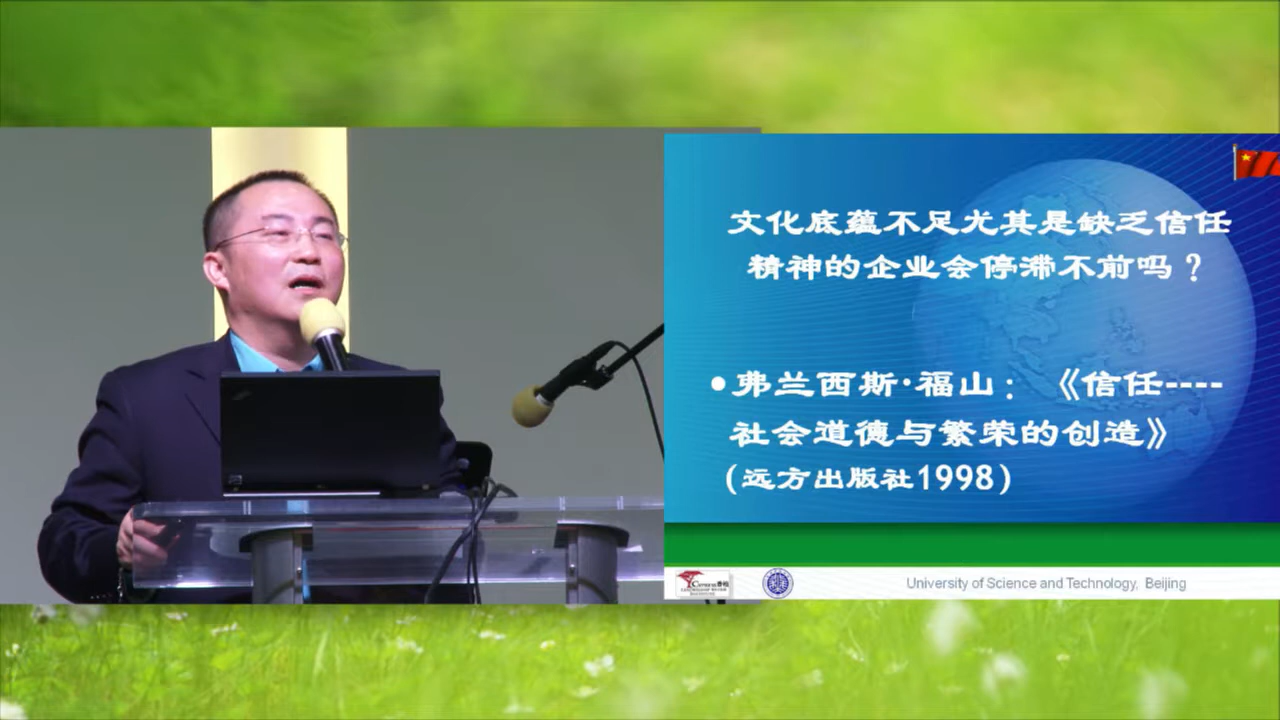 文化底蕴不足尤其是缺乏信任
精神的企业会停滞不前吗？
•弗兰西斯·福山：《信任----
社会道德与繁荣的创造》
(远方出版社1998)
University of Science and Technology, Beijing